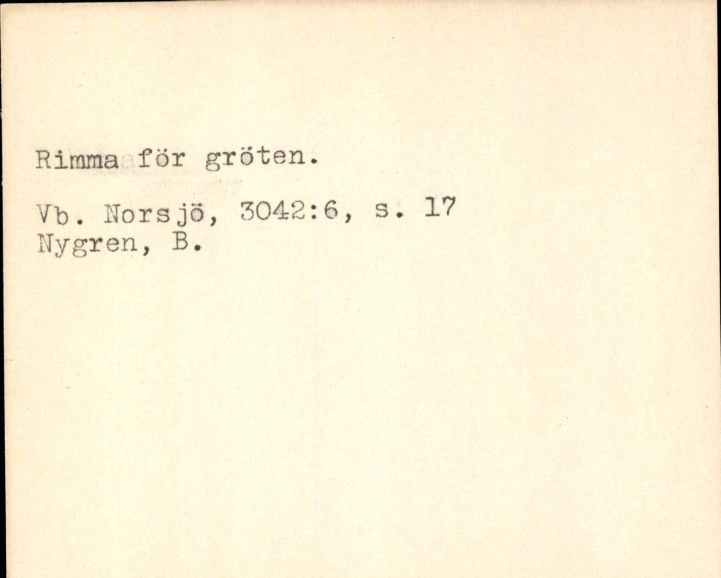 Rimma för gröten.
Vb. Norsjö, 3042:6, s. 17
Nygren, B.